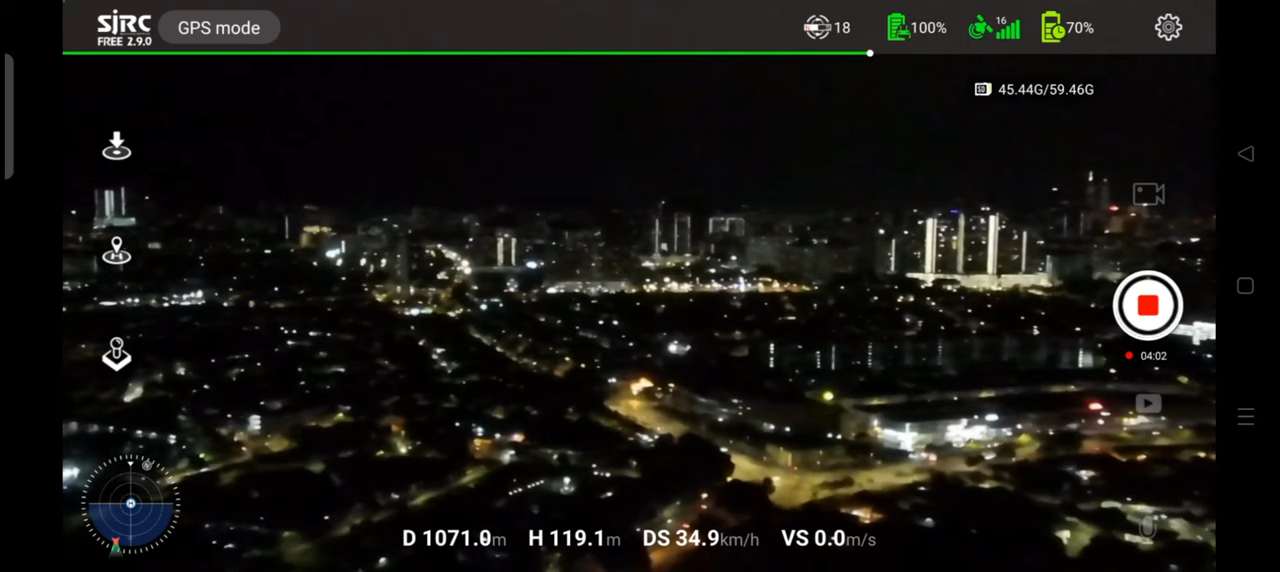 SJRC
FREE 2.9.0
GPS mode
18
100%
16
70%
SD
45.44G/59.46G
04:02
H
D 1071.0m H 119.1m DS 34.9km/h VS 0.0m/s